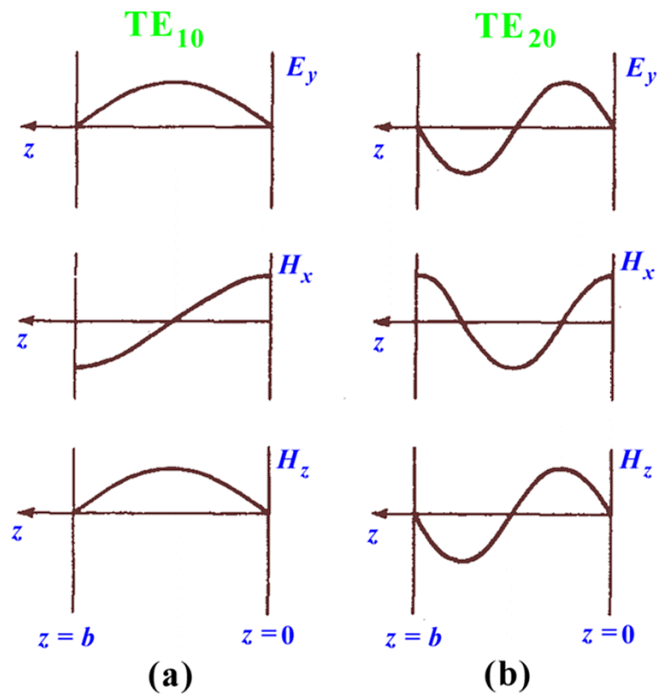 TE10 TE20
Ey Ey
z z
Hx Hx
z z
Hz Hz
z z
z = b z = 0 z = b z = 0
(a) (b)